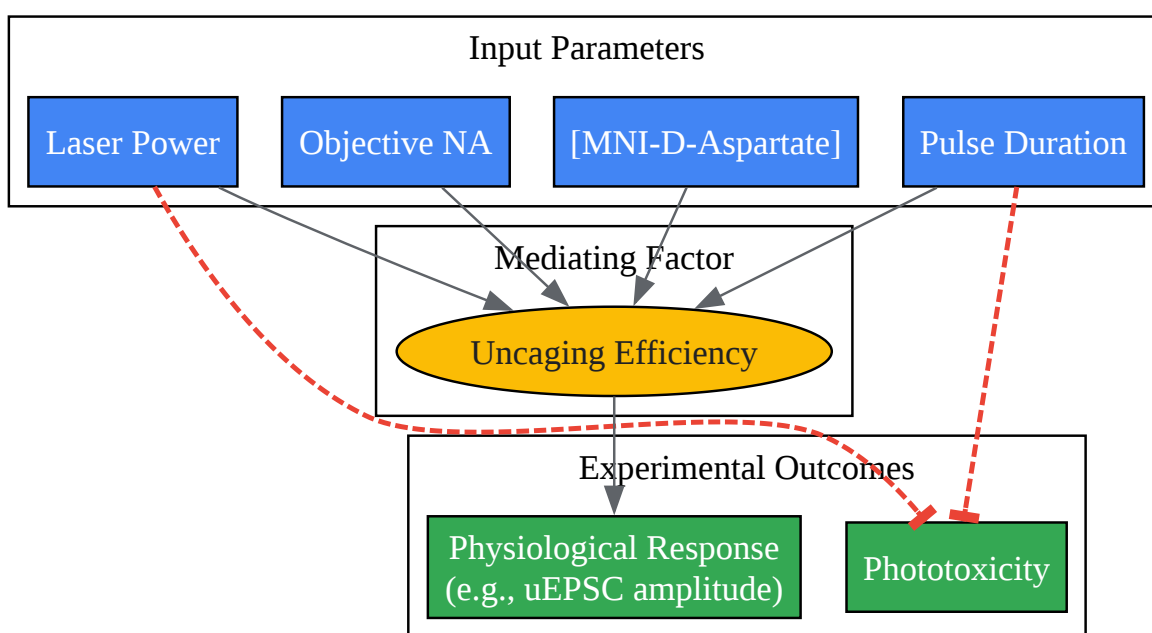 Input Parameters
Laser Power
Objective NA
[MNI-D-Aspartate]
Pulse Duration
Mediating Factor
Uncaging Efficiency
Experimental Outcomes
Physiological Response
(e.g., uEPSC amplitude)
Phototoxicity